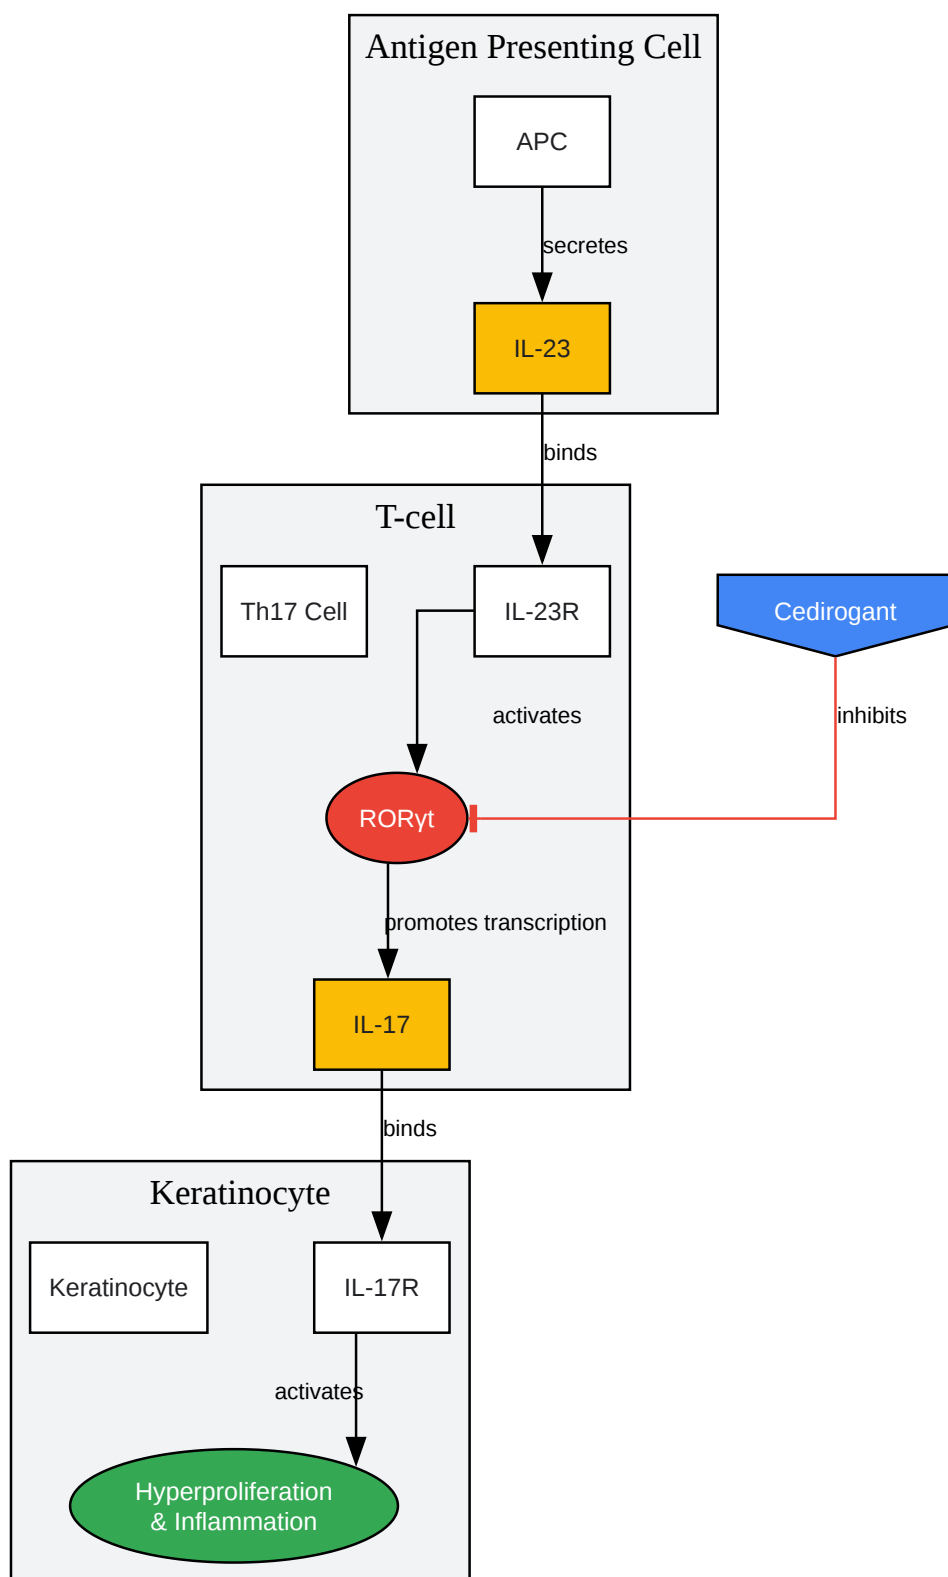 Antigen Presenting Cell
APC
secretes
IL-23
binds
T-cell
Th17 Cell
IL-23R
Cedirogant
activates
inhibits
RORγt
promotes transcription
IL-17
binds
Keratinocyte
Keratinocyte
IL-17R
activates
Hyperproliferation
& Inflammation